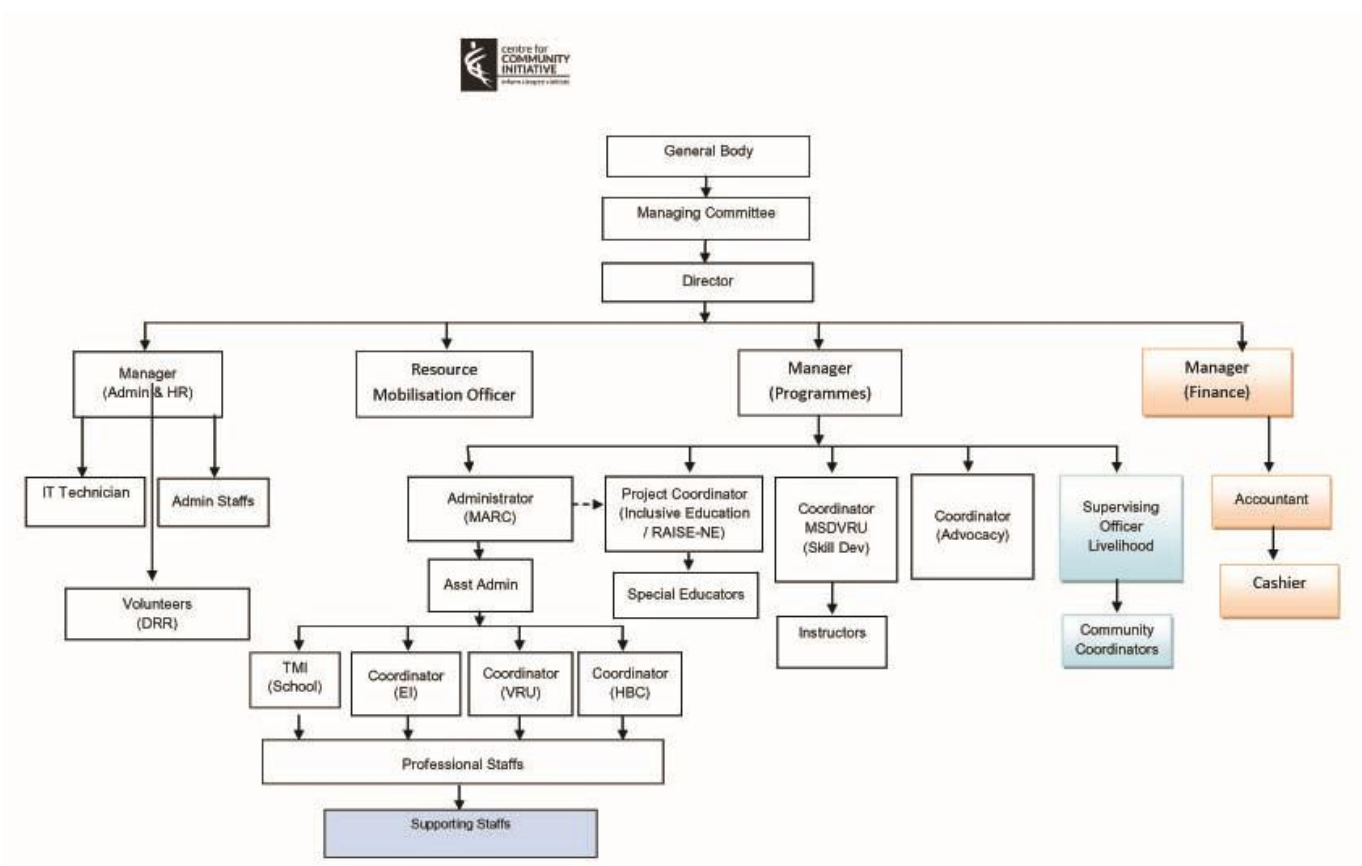 centre for
COMMUNITY
INITIATIVE
General Body
Managing Committee
Director
Manager
(Admin & HR)
Resource
Mobilisation Officer
Manager
(Programmes)
Manager
(Finance)
IT Technician
Admin Staffs
Administrator
(MARC)
Project Coordinator
(Inclusive Education
/ RAISE-NE)
Coordinator
MSDVRU
(Skill Dev)
Coordinator
(Advocacy)
Supervising
Officer
Livelihood
Accountant
Asst Admin
Special Educators
Cashier
Volunteers
(DRR)
Instructors
Community
Coordinators
TMI
(School)
Coordinator
(EI)
Coordinator
(VRU)
Coordinator
(HBC)
Professional Staffs
Supporting Staffs